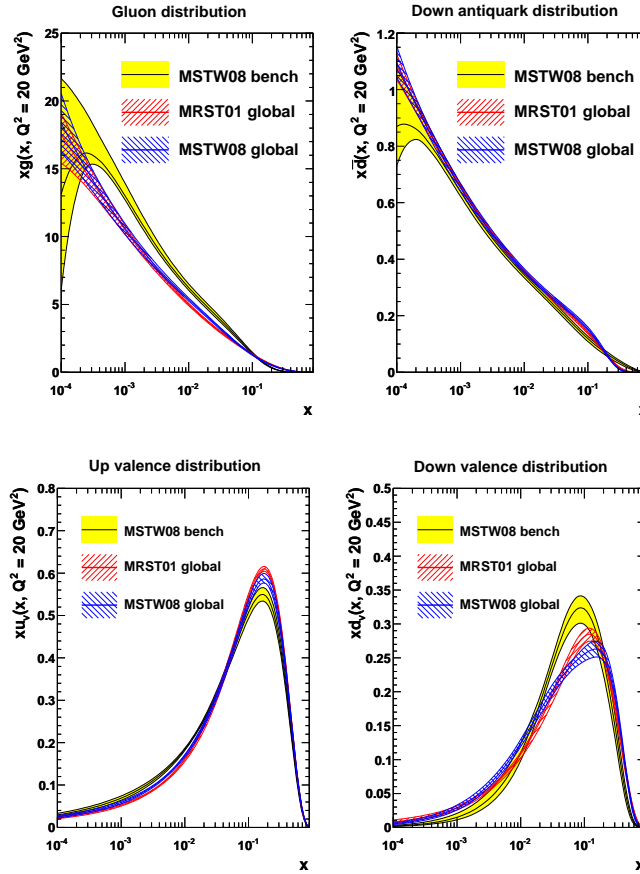 Gluon distribution
xg(x, Q² = 20 GeV²)
25
20
15
10
5
0
MSTW08 bench
MRST01 global
MSTW08 global
10⁻⁴
10⁻³
10⁻²
10⁻¹
x
Down antiquark distribution
xd̄(x, Q² = 20 GeV²)
1.2
1
0.8
0.6
0.4
0.2
0
MSTW08 bench
MRST01 global
MSTW08 global
10⁻⁴
10⁻³
10⁻²
10⁻¹
x
Up valence distribution
xuᵥ(x, Q² = 20 GeV²)
0.8
0.7
0.6
0.5
0.4
0.3
0.2
0.1
0
MSTW08 bench
MRST01 global
MSTW08 global
10⁻⁴
10⁻³
10⁻²
10⁻¹
x
Down valence distribution
xdᵥ(x, Q² = 20 GeV²)
0.5
0.45
0.4
0.35
0.3
0.25
0.2
0.15
0.1
0.05
0
MSTW08 bench
MRST01 global
MSTW08 global
10⁻⁴
10⁻³
10⁻²
10⁻¹
x